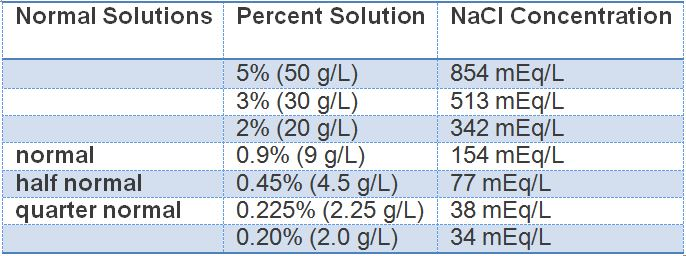 Normal Solutions Percent Solution NaCl Concentration
5% (50 g/L) 854 mEq/L
3% (30 g/L) 513 mEq/L
2% (20 g/L) 342 mEq/L
normal 0.9% (9 g/L) 154 mEq/L
half normal 0.45% (4.5 g/L) 77 mEq/L
quarter normal 0.225% (2.25 g/L) 38 mEq/L
0.20% (2.0 g/L) 34 mEq/L